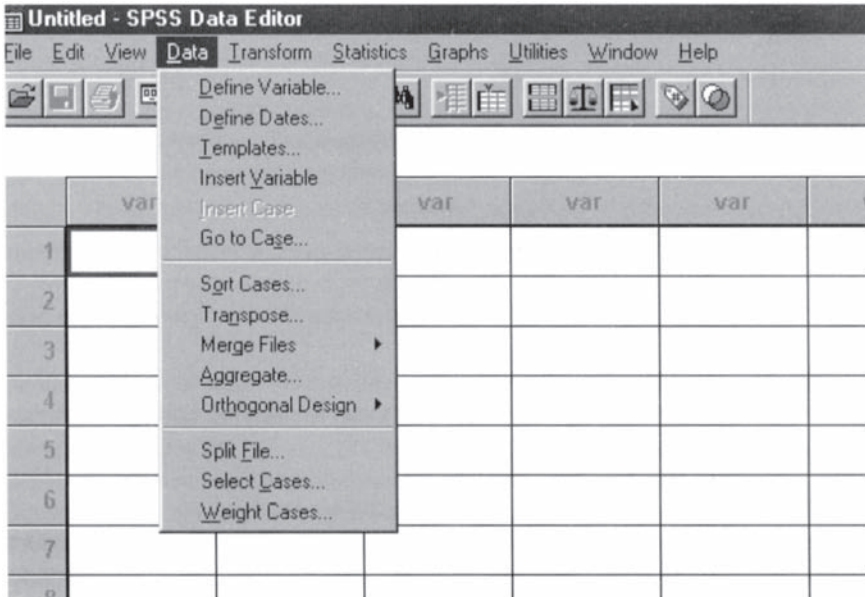 Untitled - SPSS Data Editor
File Edit View Data Transform Statistics Graphs Utilities Window Help
Define Variable...
Define Dates...
Templates...
Insert Variable
Insert Case
Go to Case...
Sort Cases...
Transpose...
Merge Files
Aggregate...
Orthogonal Design
Split File...
Select Cases...
Weight Cases...
var var var var
1
2
3
4
5
6
7